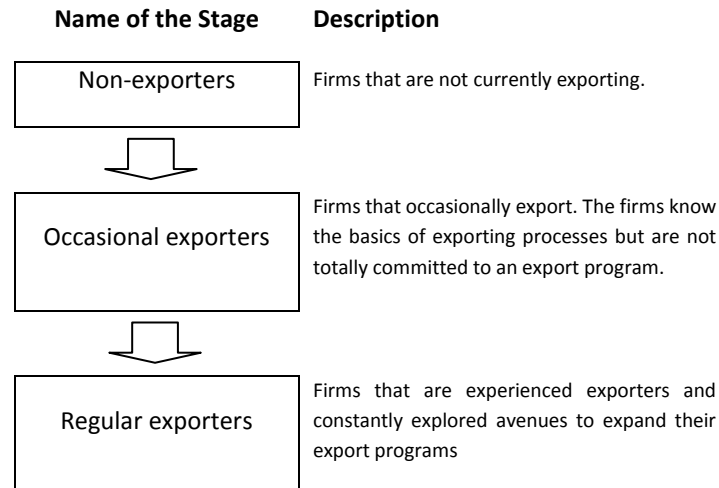 Name of the Stage Description
Non-exporters
Firms that are not currently exporting.
Occasional exporters
Firms that occasionally export. The firms know
the basics of exporting processes but are not
totally committed to an export program.
Regular exporters
Firms that are experienced exporters and
constantly explored avenues to expand their
export programs